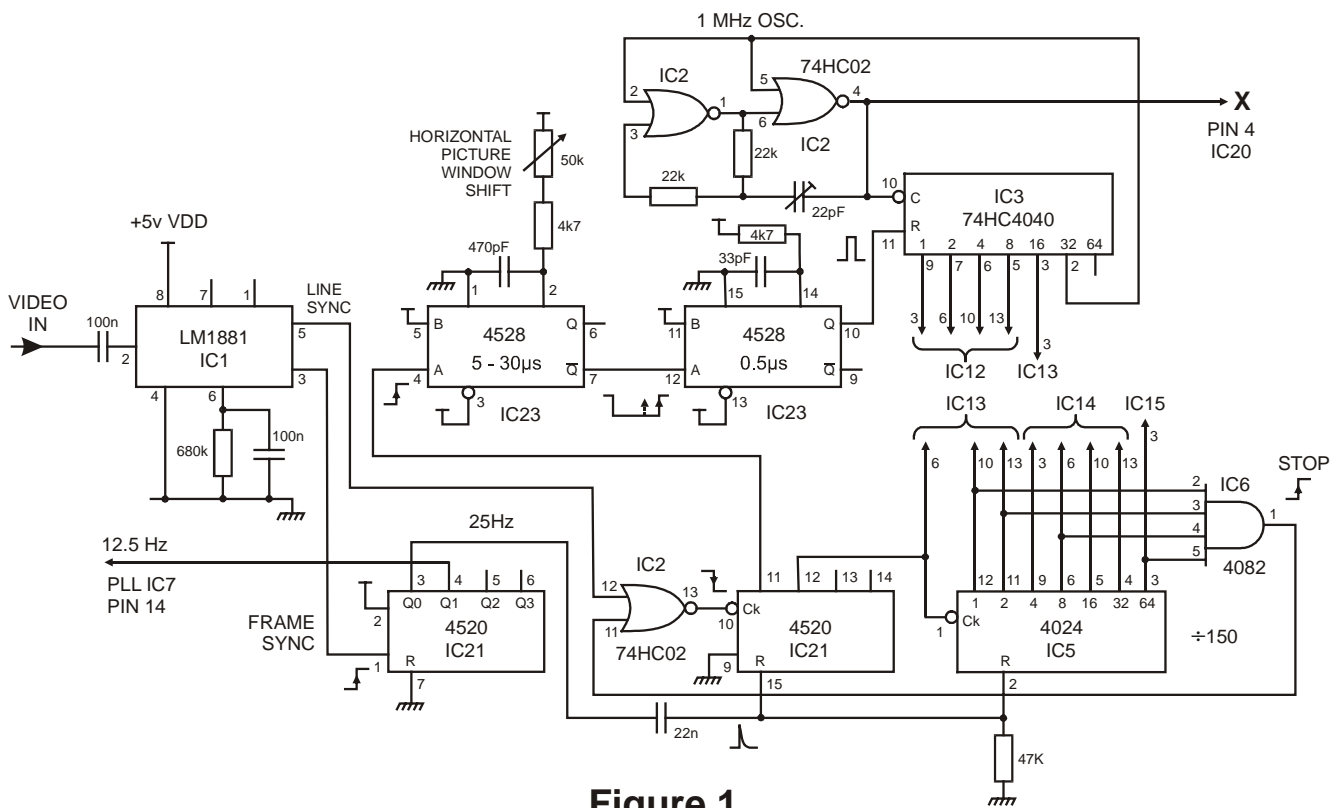 1 MHz OSC.
IC2
74HC02
2
3
1
5
6
4
IC2
X
PIN 4
IC20
22k
22k
22pF
HORIZONTAL
PICTURE
WINDOW
SHIFT
50k
4k7
470pF
4k7
33pF
10
C
IC3
74HC4040
R
11
1 2 4 8 16 32 64
9 7 6 5 3 2
3 6 10 13
3
IC12
IC13
+5v VDD
VIDEO
IN
100n
2
8
7
1
LM1881
IC1
LINE
SYNC
5
3
4
6
680k
100n
1
2
B
5
4528
Q
6
A
4
5 - 30µs
Q
7
3
IC23
15
14
B
11
4528
Q
10
A
12
0.5µs
Q
9
13
IC23
IC13
IC14
IC15
6 10 13 3 6 10 13
3
IC6
2
3
4
5
1
4082
STOP
12.5 Hz
PLL IC7
PIN 14
25Hz
3 4 5 6
Q0 Q1 Q2 Q3
2
4520
IC21
FRAME
SYNC
1
R
7
IC2
12
11
13
74HC02
11 12 13 14
Ck
10
4520
IC21
9
R
15
12 11 9 6 5 4 3
1 2 4 8 16 32 64
Ck
1
4024
IC5
R
2
÷150
22n
47K
Figure 1